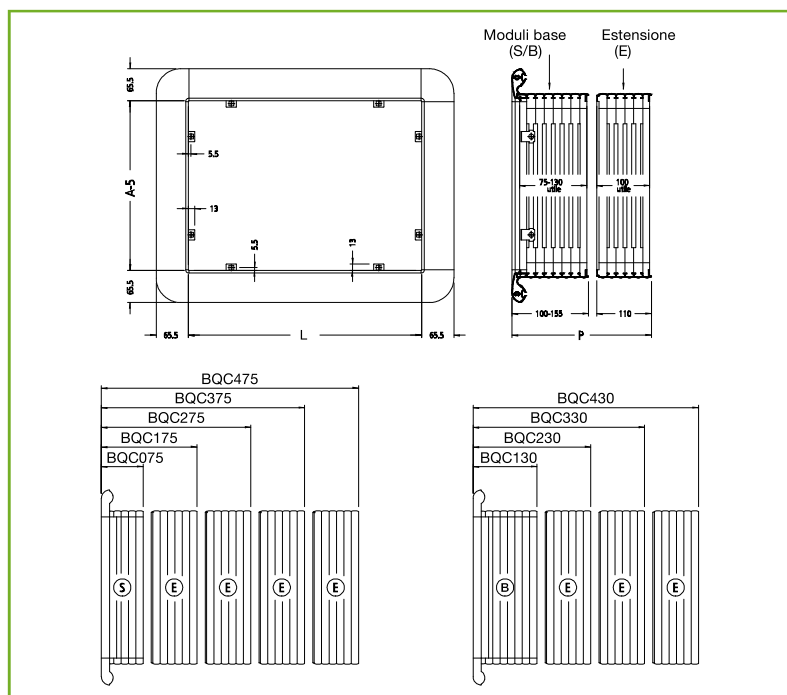 Moduli base
(S/B)
Estensione
(E)
65.5
A-5
65.5
5.5
13
5.5
13
65.5
L
65.5
75-130
utile
100
utile
100-155
110
P
BQC475
BQC375
BQC275
BQC175
BQC075
S
E
E
E
E
BQC430
BQC330
BQC230
BQC130
B
E
E
E